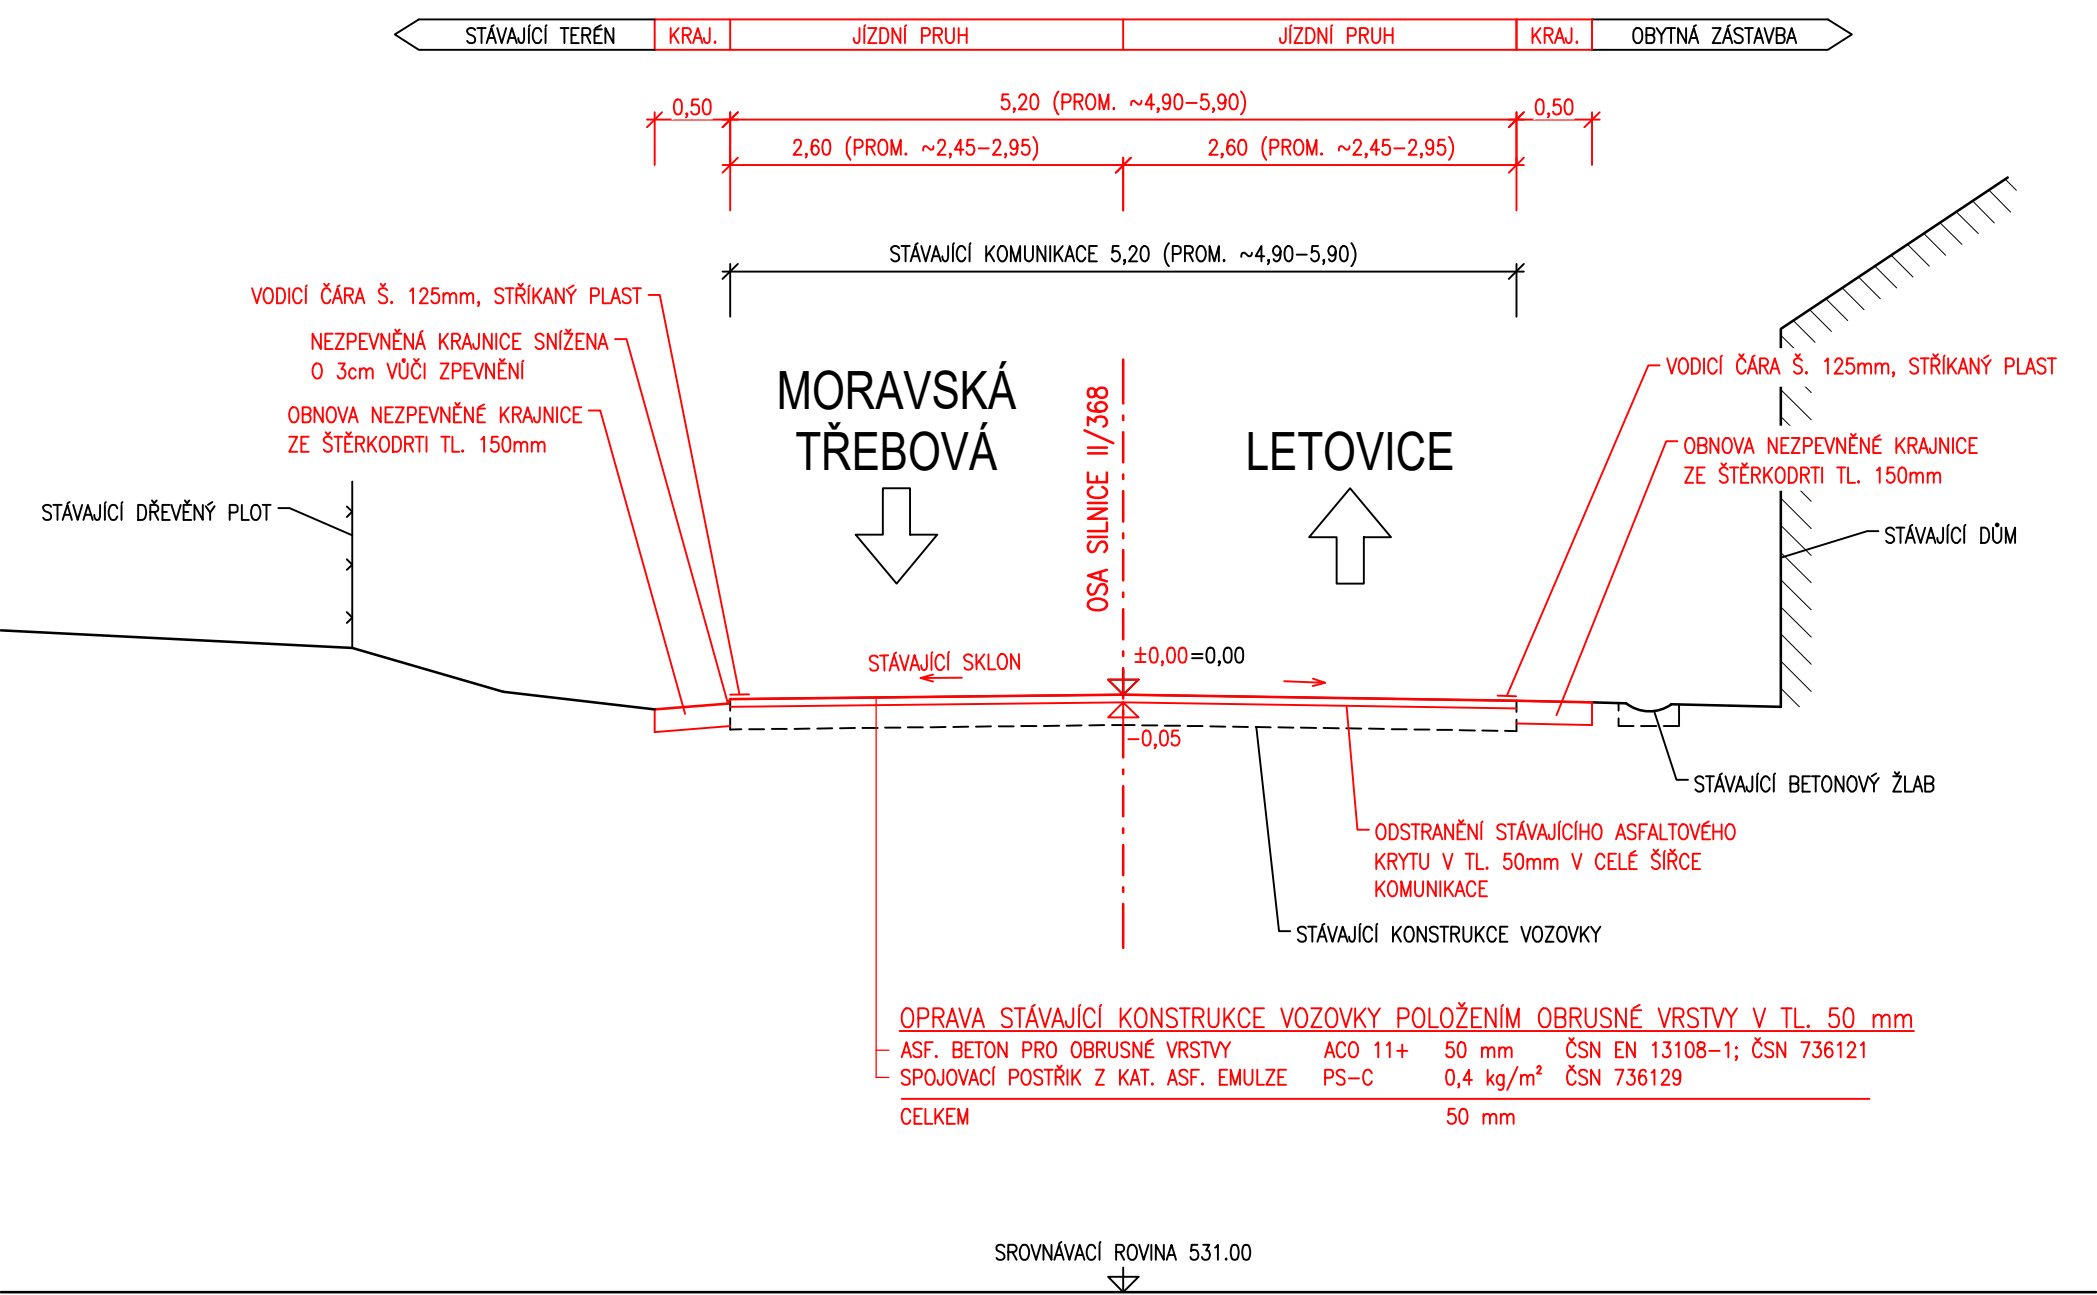 STÁVAJÍCÍ TERÉN KRAJ. JÍZDNÍ PRUH JÍZDNÍ PRUH KRAJ. OBYTNÁ ZÁSTAVBA
0,50 5,20 (PROM. ~4,90-5,90) 0,50
2,60 (PROM. ~2,45-2,95) 2,60 (PROM. ~2,45-2,95)
STÁVAJÍCÍ KOMUNIKACE 5,20 (PROM. ~4,90-5,90)
VODICÍ ČÁRA Š. 125mm, STŘÍKANÝ PLAST
NEZPEVNĚNÁ KRAJNICE SNÍŽENA
O 3cm VŮČI ZPEVNĚNÍ
OBNOVA NEZPEVNĚNÉ KRAJNICE
ZE ŠTĚRKODRTI TL. 150mm
STÁVAJÍCÍ DŘEVĚNÝ PLOT
MORAVSKÁ
TŘEBOVÁ
OSA SILNICE II/368
LETOVICE
VODICÍ ČÁRA Š. 125mm, STŘÍKANÝ PLAST
OBNOVA NEZPEVNĚNÉ KRAJNICE
ZE ŠTĚRKODRTI TL. 150mm
STÁVAJÍCÍ DŮM
STÁVAJÍCÍ SKLON
±0,00=0,00
-0,05
STÁVAJÍCÍ BETONOVÝ ŽLAB
ODSTRANĚNÍ STÁVAJÍCÍHO ASFALTOVÉHO
KRYTU V TL. 50mm V CELÉ ŠÍŘCE
KOMUNIKACE
STÁVAJÍCÍ KONSTRUKCE VOZOVKY
OPRAVA STÁVAJÍCÍ KONSTRUKCE VOZOVKY POLOŽENÍM OBRUSNÉ VRSTVY V TL. 50 mm
ASF. BETON PRO OBRUSNÉ VRSTVY ACO 11+ 50 mm ČSN EN 13108-1; ČSN 736121
SPOJOVACÍ POSTŘIK Z KAT. ASF. EMULZE PS-C 0,4 kg/m² ČSN 736129
CELKEM 50 mm
SROVNÁVACÍ ROVINA 531.00